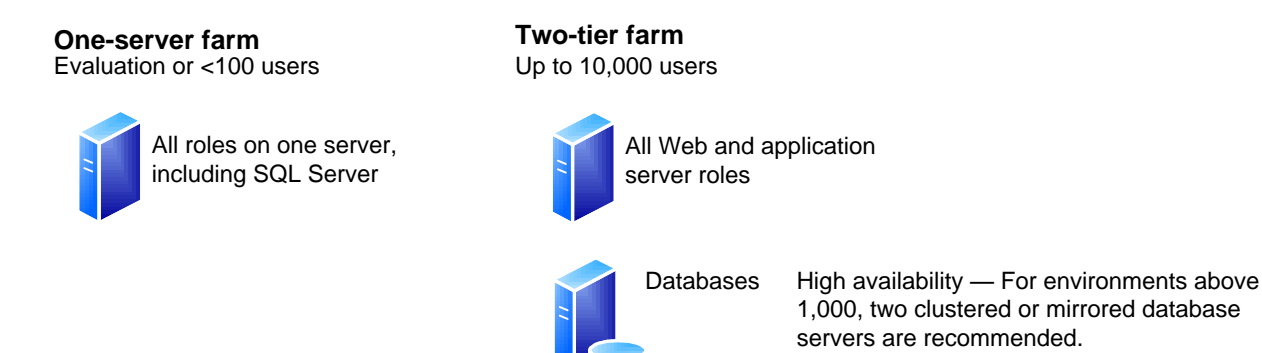 One-server farm
Evaluation or <100 users
All roles on one server,
including SQL Server
Two-tier farm
Up to 10,000 users
All Web and application
server roles
Databases
High availability — For environments above
1,000, two clustered or mirrored database
servers are recommended.